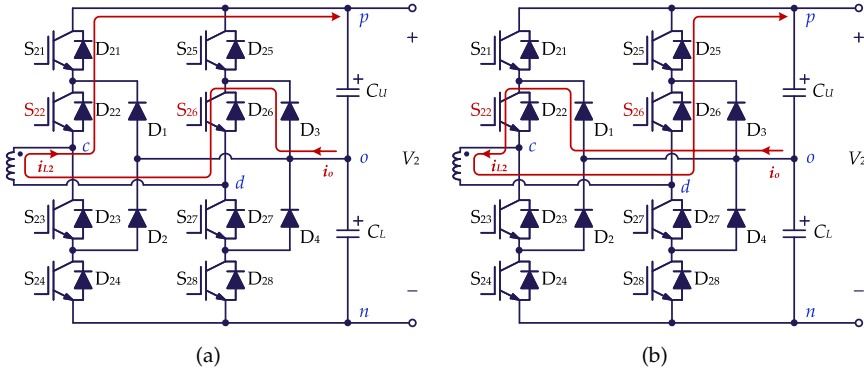 p
S21
D21
S25
D25
+
S22
D22
D1
S26
D26
D3
+
CU
c
iL2
o
io
V2
d
S23
D23
D2
S27
D27
D4
+
CL
S24
D24
S28
D28
−
n
(a)
p
S21
D21
S25
D25
+
S22
D22
D1
S26
D26
D3
+
CU
c
iL2
o
io
V2
d
S23
D23
D2
S27
D27
D4
+
CL
S24
D24
S28
D28
−
n
(b)